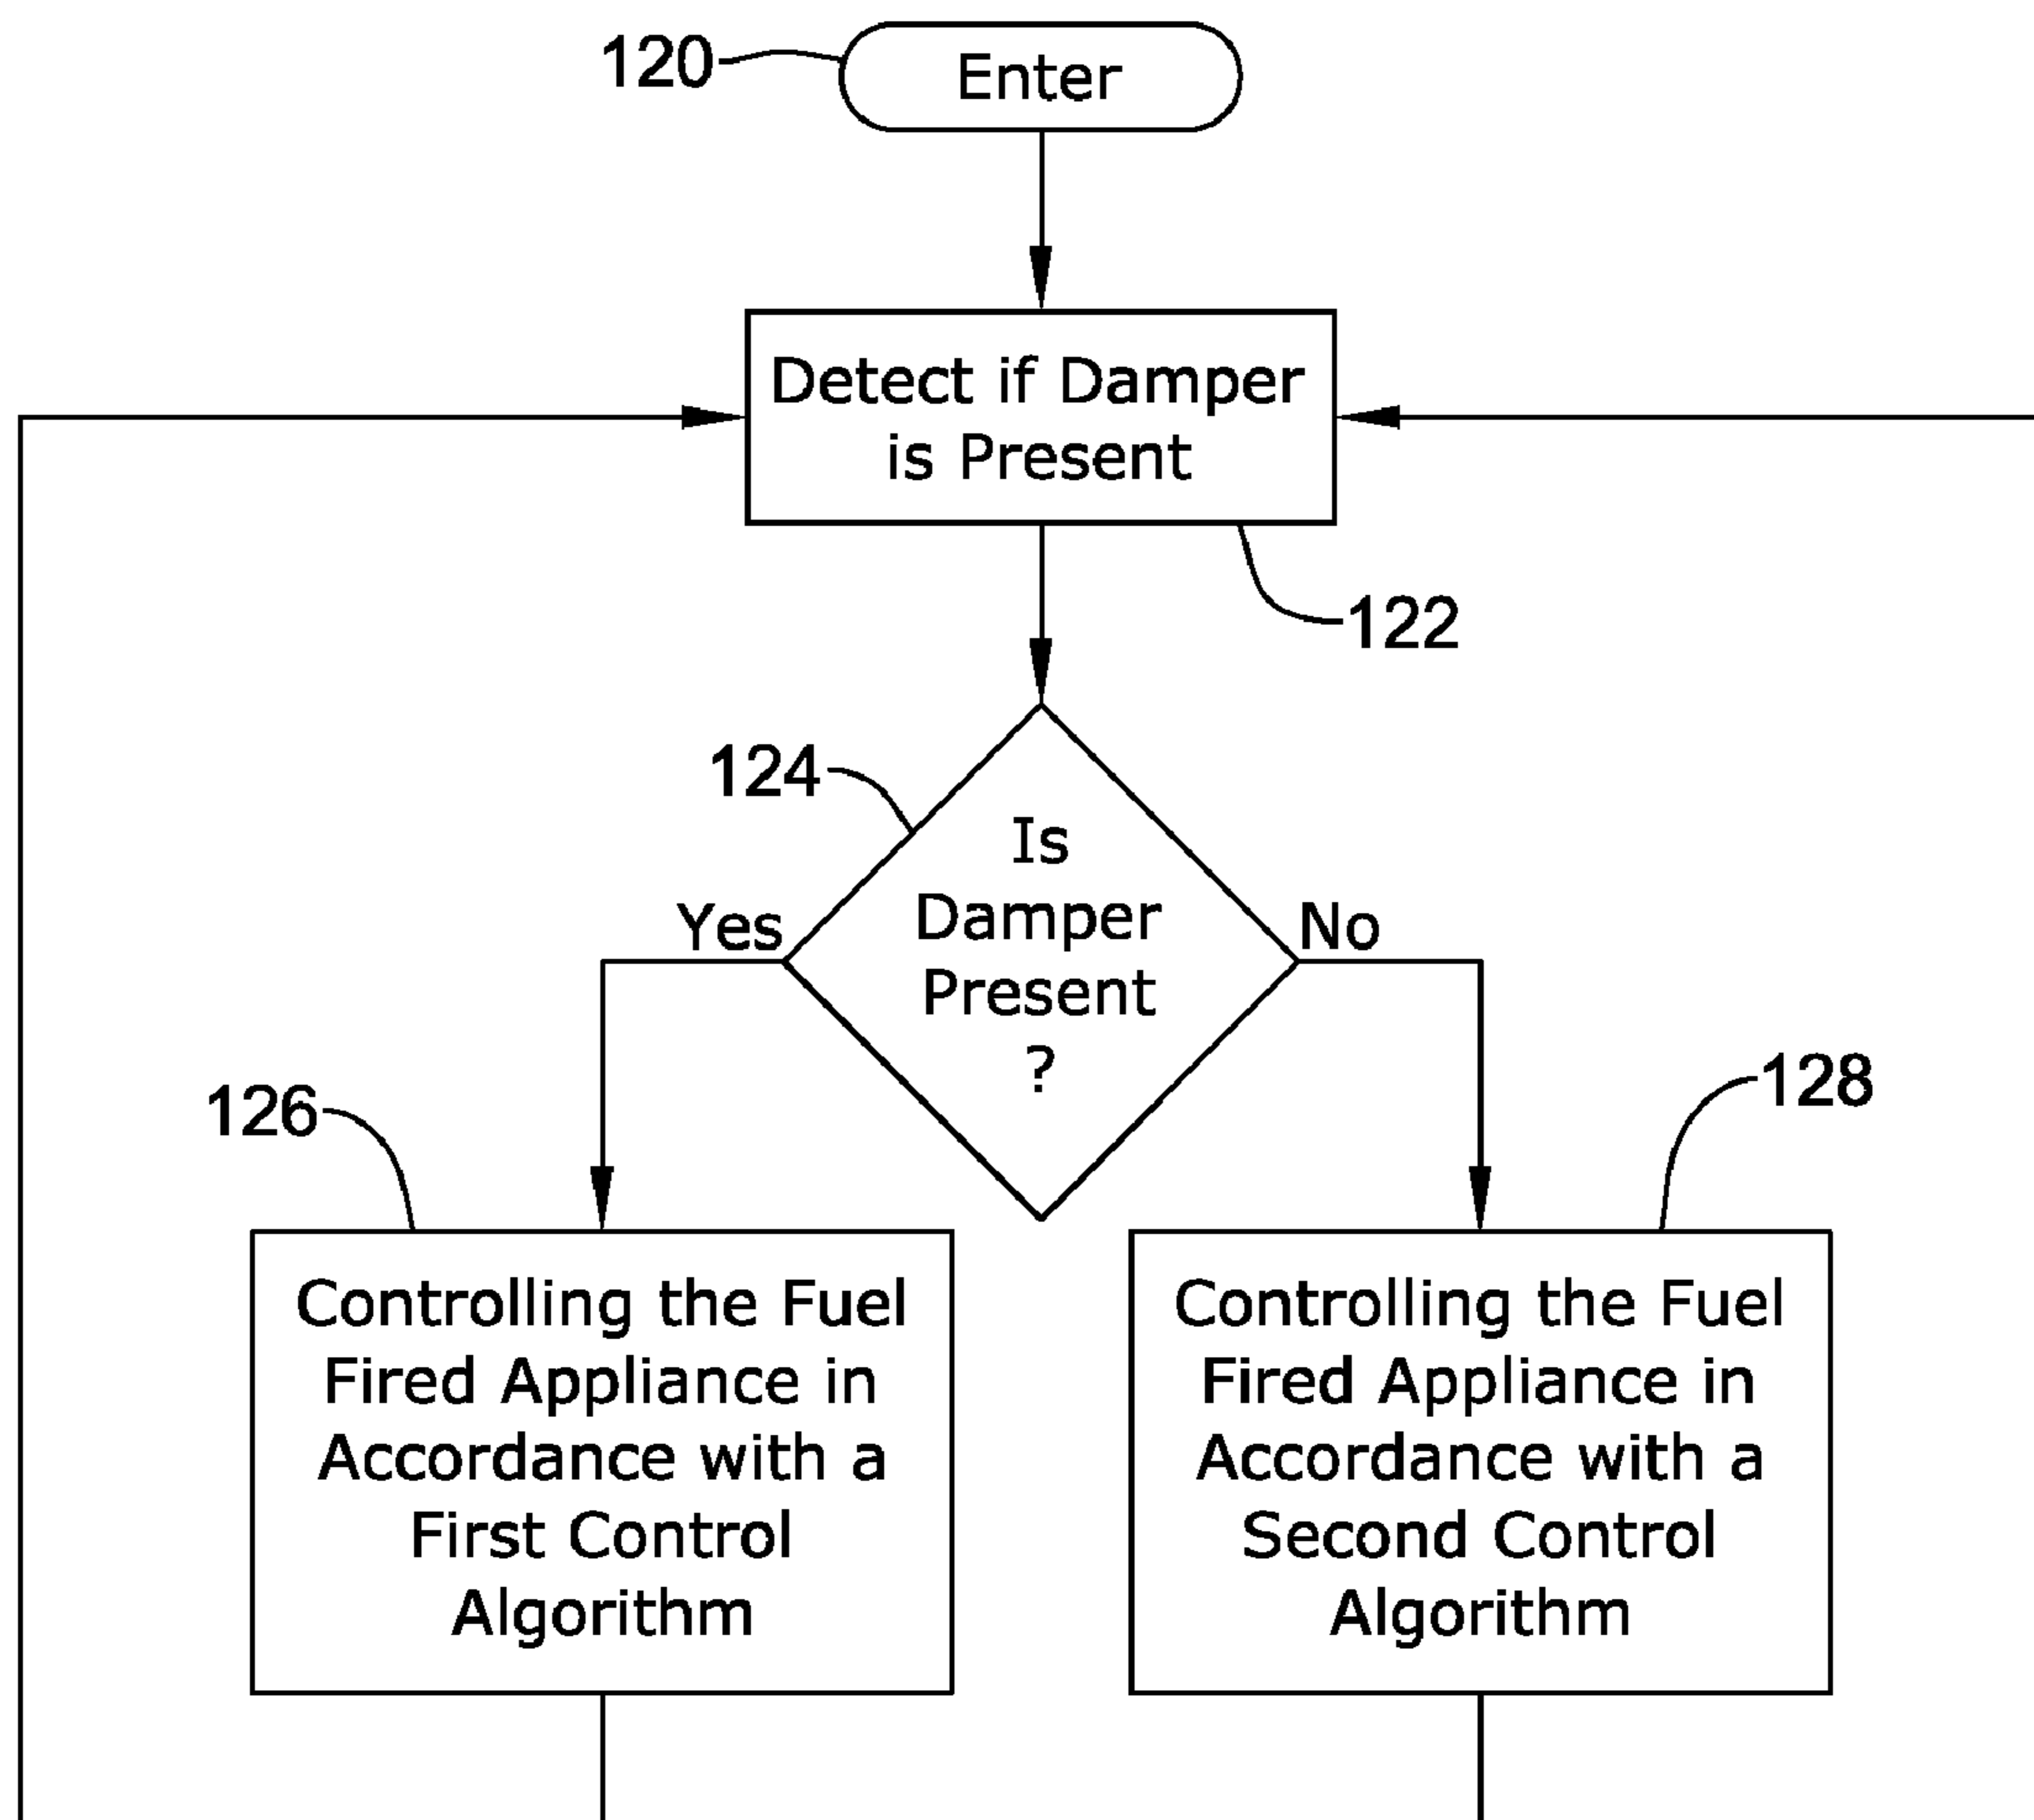 120
Enter
Detect if Damper
is Present
122
124
Is
Damper
Present
?
Yes
No
126
128
Controlling the Fuel
Fired Appliance in
Accordance with a
First Control
Algorithm
Controlling the Fuel
Fired Appliance in
Accordance with a
Second Control
Algorithm